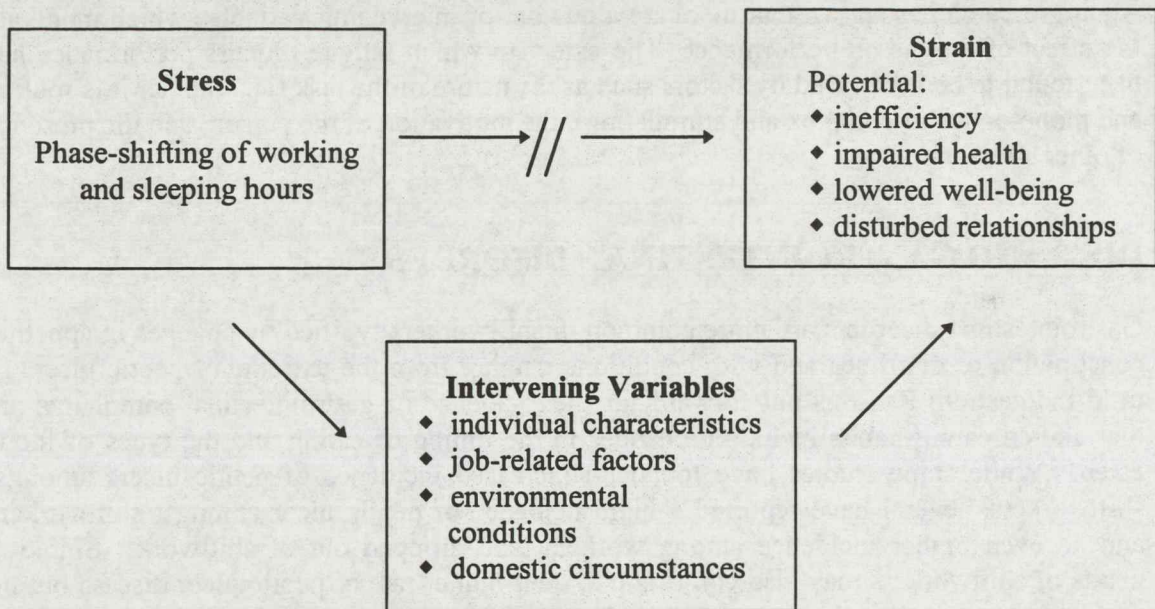 Stress
Phase-shifting of working
and sleeping hours
Strain
Potential:
◆ inefficiency
◆ impaired health
◆ lowered well-being
◆ disturbed relationships
Intervening Variables
◆ individual characteristics
◆ job-related factors
◆ environmental
conditions
◆ domestic circumstances